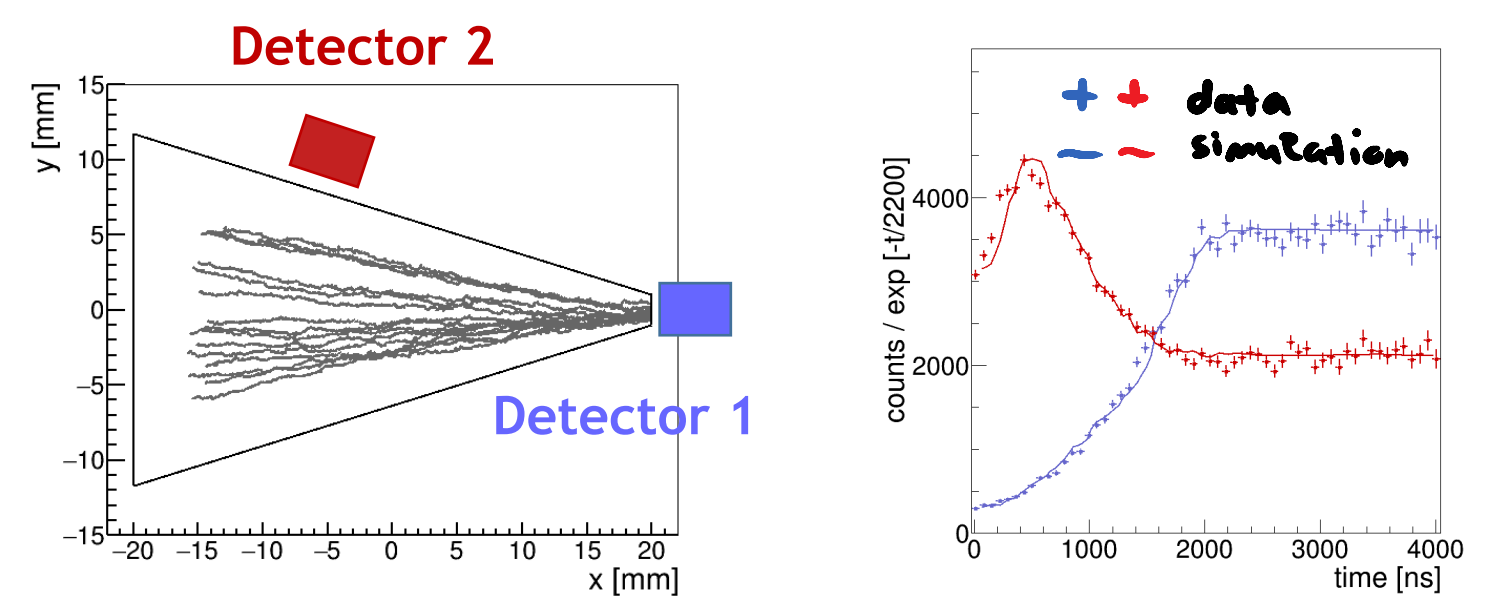 Detector 2
y [mm]
15
10
5
0
−5
−10
−15
−20 −15 −10 −5 0 5 10 15 20
x [mm]
Detector 1
data
simulation
counts / exp [-t/2200]
4000
2000
0
0 1000 2000 3000 4000
time [ns]